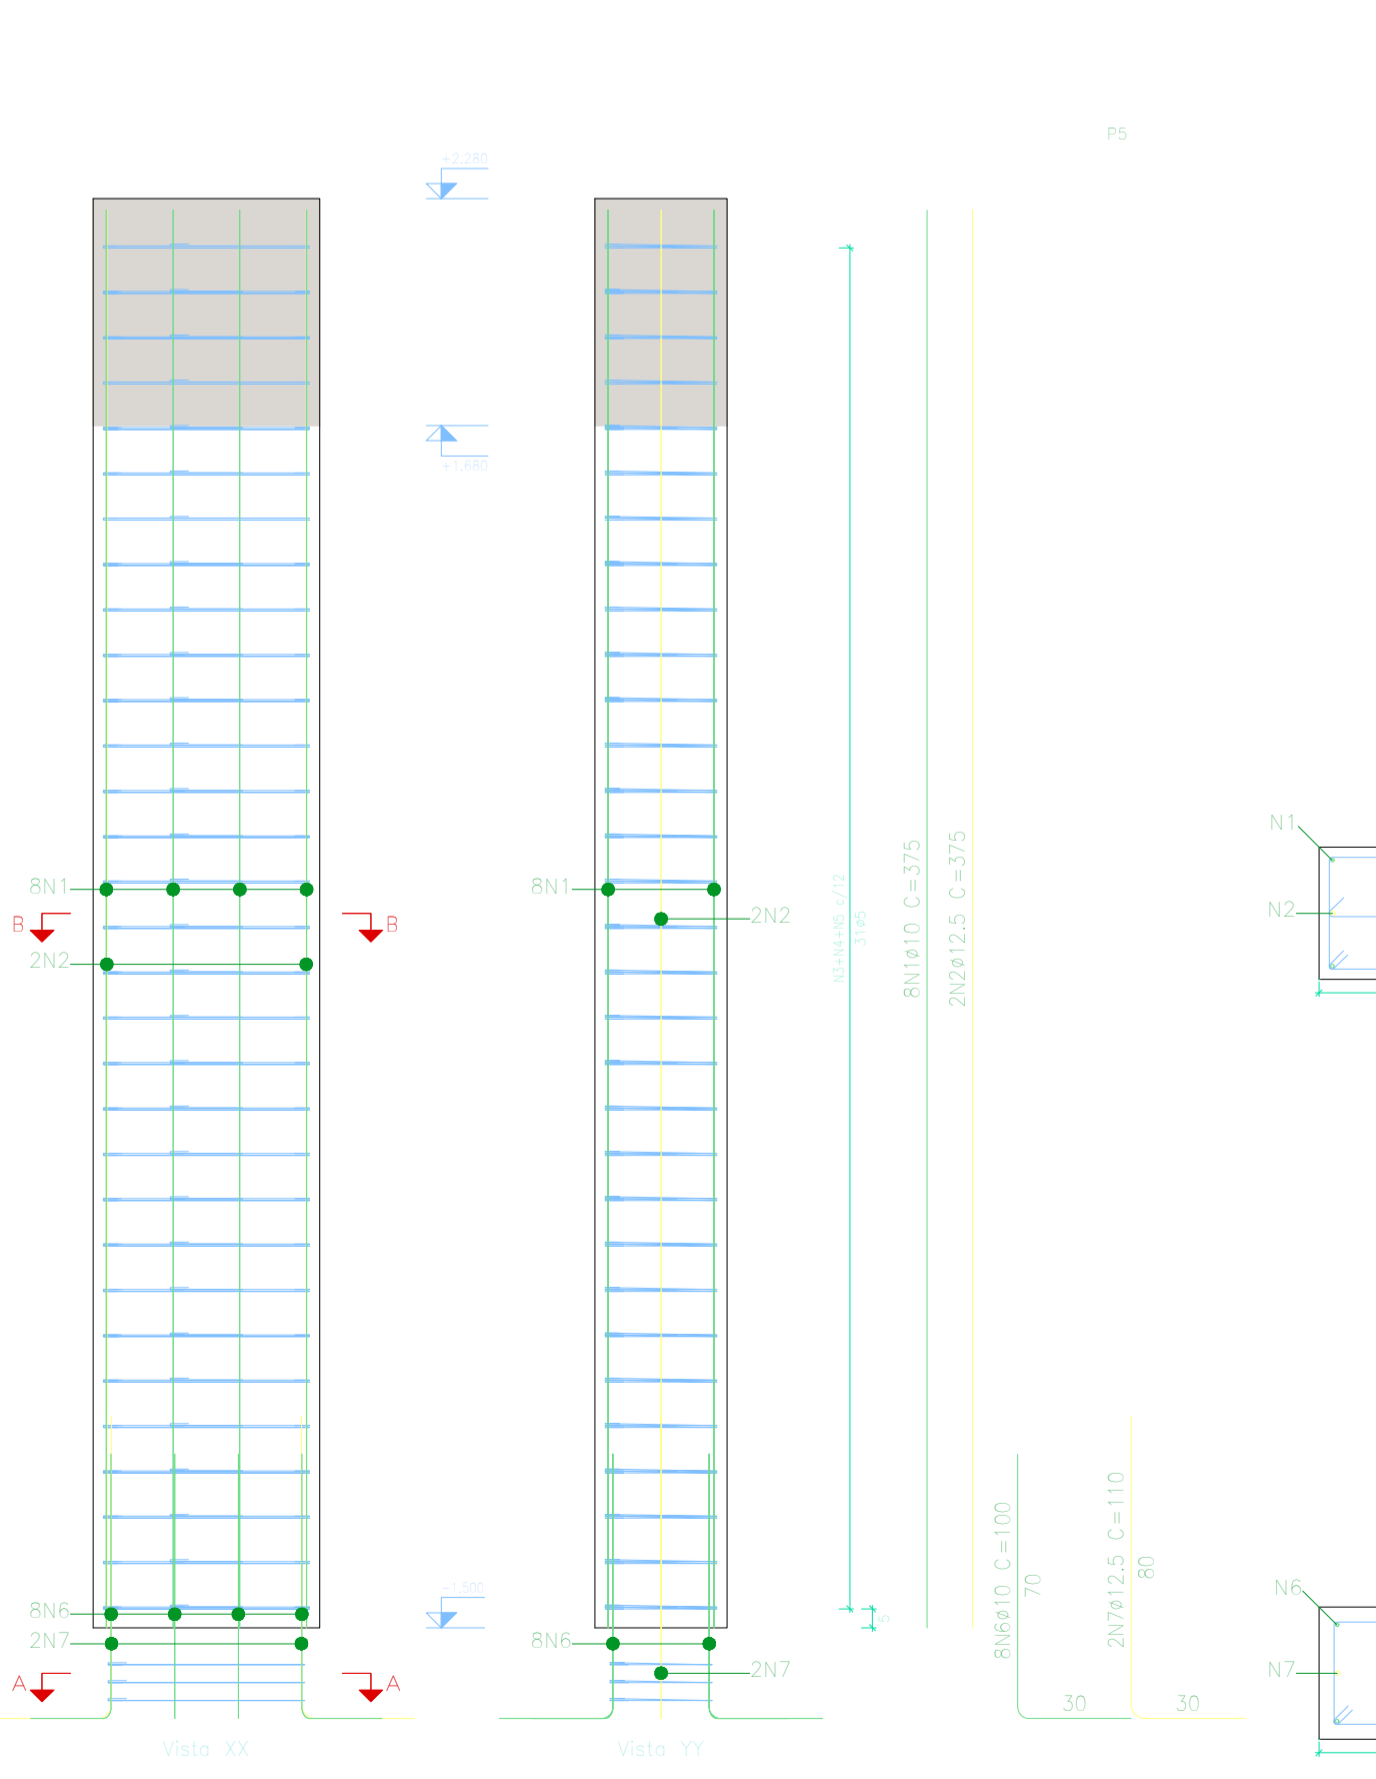 P5
+2,280
+1,680
N1
8N1
8N1
2N2
N2
B
B
2N2
N3+N4+N5 c/12
31ø5
8N1ø10 C=375
2N2ø12.5 C=375
8N6ø10 C=100
70
2N7ø12.5 C=110
80
-1,500
N6
8N6
5
2N7
8N6
2N7
N7
A
A
30
30
Vista XX
Vista YY